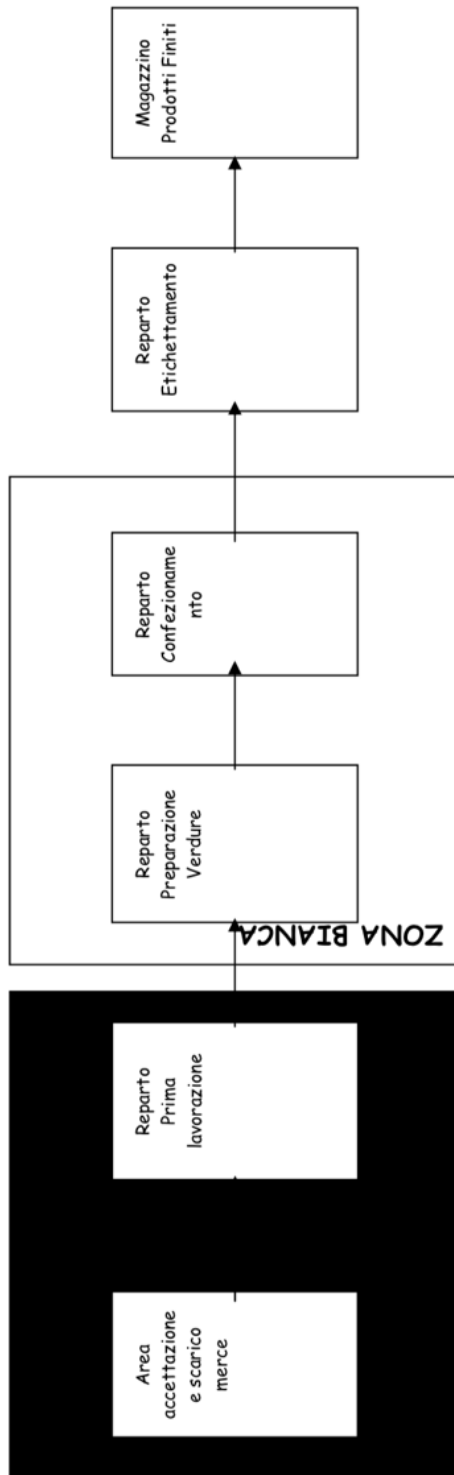 Area
accettazione
e scarico
merce
Reparto
Prima
lavorazione
ZONA BIANCA
Reparto
Preparazione
Verdure
Reparto
Confezioname
nto
Reparto
Etichettamento
Magazzino
Prodotti Finiti